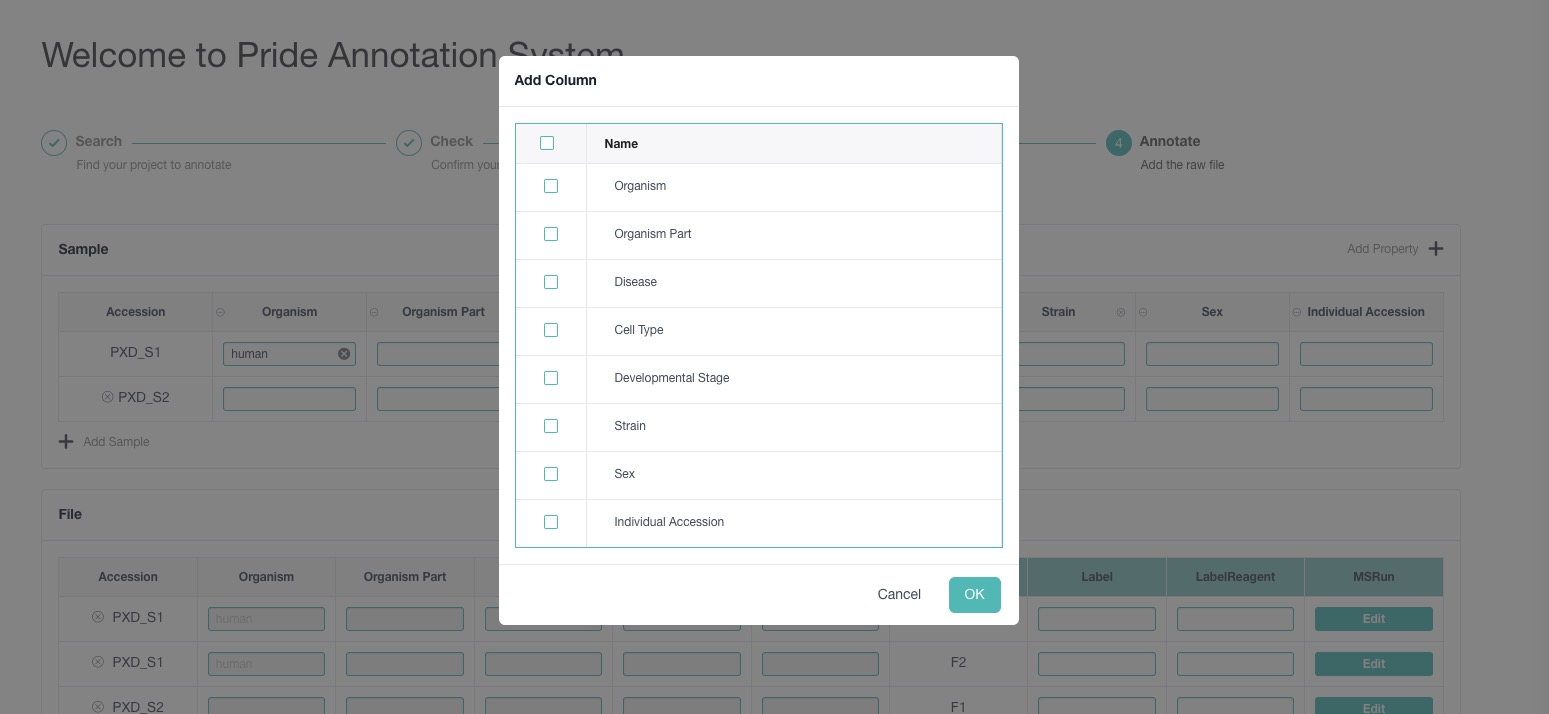 Welcome to Pride Annotation System
Add Column
Search
Find your project to annotate
Check
Confirm your
4
Annotate
Add the raw file
Name
Organism
Organism Part
Disease
Cell Type
Developmental Stage
Strain
Sex
Individual Accession
Cancel
OK
Sample
Add Property
Accession
Organism
Organism Part
Strain
Sex
Individual Accession
PXD_S1
human
PXD_S2
Add Sample
File
Accession
Organism
Organism Part
Label
LabelReagent
MSRun
PXD_S1
human
Edit
PXD_S1
human
F2
Edit
PXD_S2
F1
Edit